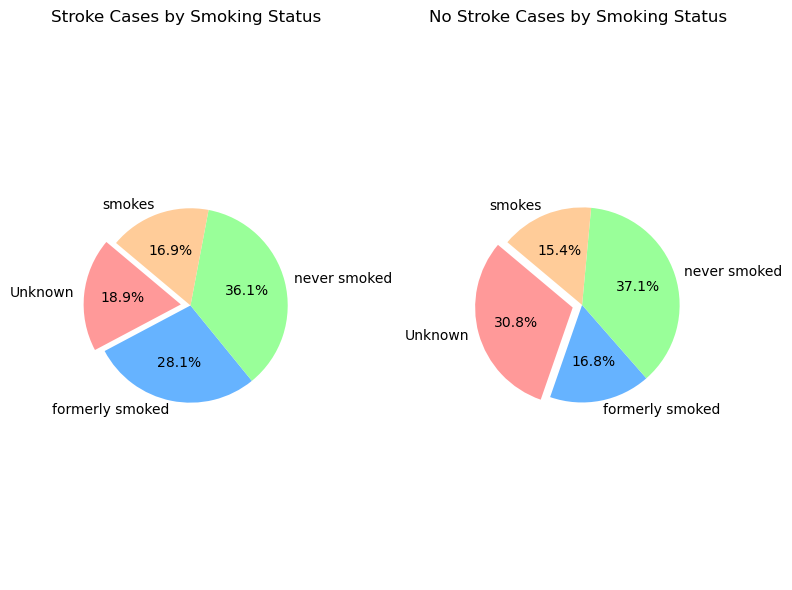 Stroke Cases by Smoking Status
smokes
16.9%
Unknown
18.9%
never smoked
36.1%
28.1%
formerly smoked
No Stroke Cases by Smoking Status
smokes
15.4%
never smoked
37.1%
Unknown
30.8%
16.8%
formerly smoked